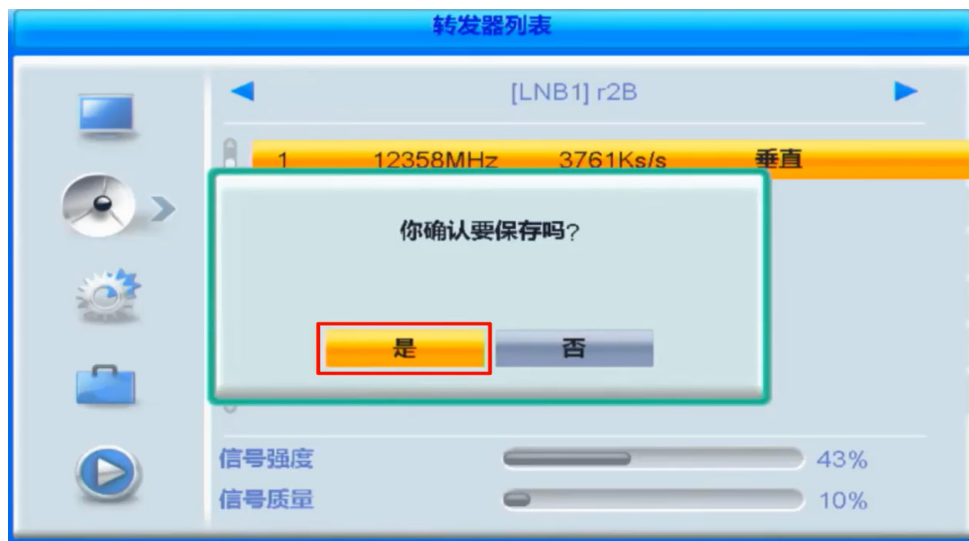 转发器列表
[LNB1] r2B
1 12358MHz 3761Ks/s 垂直
你确认要保存吗?
是 否
信号强度 43%
信号质量 10%